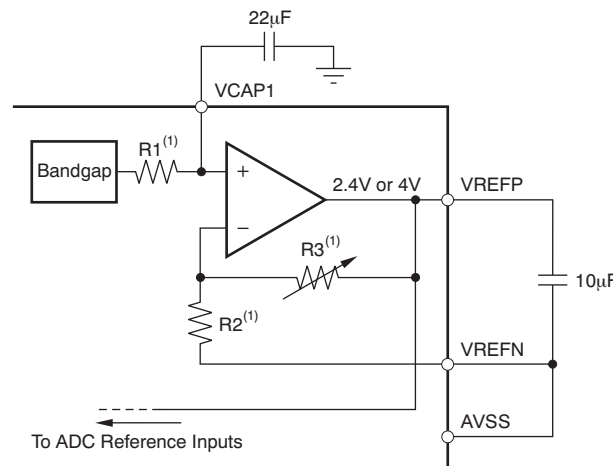 22μF
VCAP1
Bandgap
R1(1)
+
2.4V or 4V
VREFP
−
R3(1)
10μF
R2(1)
VREFN
AVSS
To ADC Reference Inputs